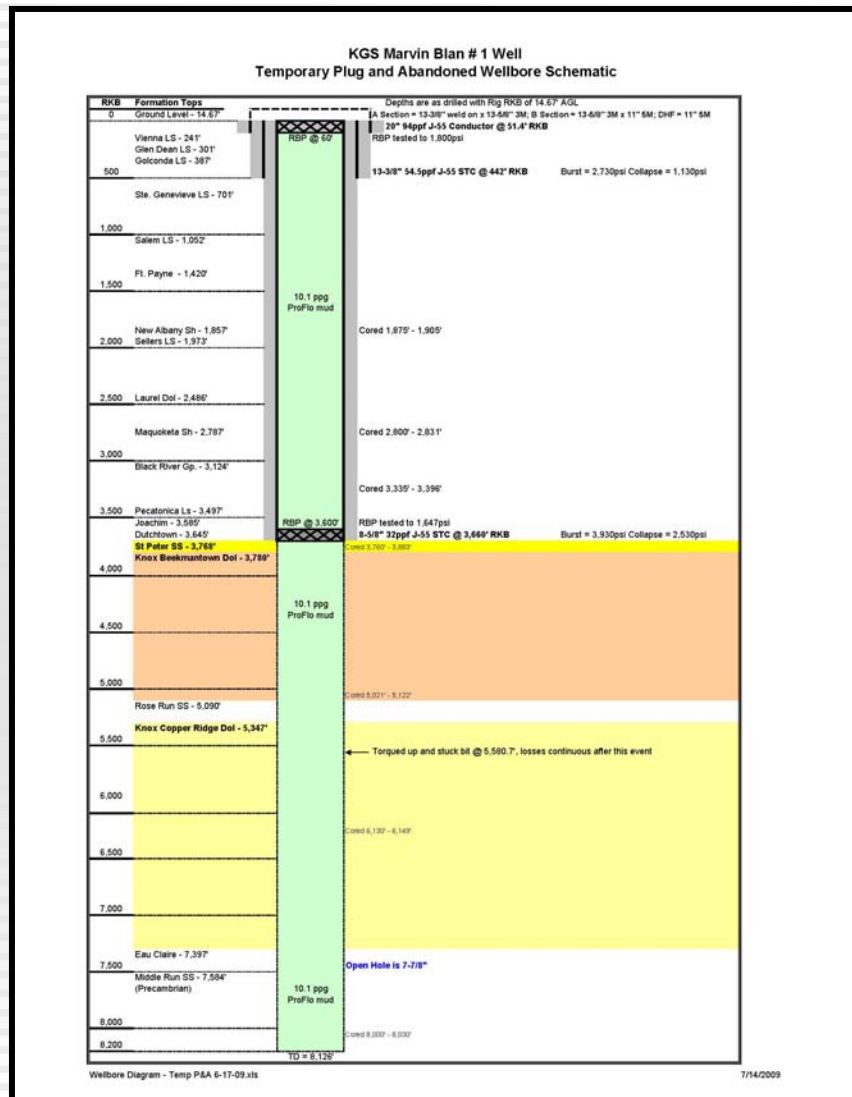 KGS Marvin Blan # 1 Well
Temporary Plug and Abandoned Wellbore Schematic
RKB Formation Tops Depths are as drilled with Rig RKB of 14.67' AGL
0 Ground Level - 14.67' A Section = 13-3/8" weld on x 13-5/8" 3M; B Section = 13-5/8" 3M x 11" 5M; DHF = 11" 5M
20" 94ppf J-55 Conductor @ 51.4' RKB
Vienna LS - 241' RBP @ 60' RBP tested to 1,800psi
Glen Dean LS - 301'
Golconda LS - 387'
500 13-3/8" 54.5ppf J-55 STC @ 442' RKB Burst = 2,730psi Collapse = 1,130psi
Ste. Genevieve LS - 701'
1,000
Salem LS - 1,052'
Ft. Payne - 1,420'
1,500
10.1 ppg
ProFlo mud
New Albany Sh - 1,857' Cored 1,875' - 1,905'
2,000 Sellers LS - 1,973'
2,500 Laurel Dol - 2,486'
Maquoketa Sh - 2,787' Cored 2,800' - 2,831'
3,000
Black River Gp. - 3,124'
Cored 3,335' - 3,396'
3,500 Pecatonica Ls - 3,497'
Joachim - 3,585' RBP @ 3,600' RBP tested to 1,647psi
Dutchtown - 3,645' 8-5/8" 32ppf J-55 STC @ 3,660' RKB Burst = 3,930psi Collapse = 2,530psi
St Peter SS - 3,768' Cored 3,760' -
Knox Beekmantown Dol - 3,780'
4,000
10.1 ppg
ProFlo mud
4,500
5,000
Cored 5,021' - 5,122'
Rose Run SS - 5,090'
Knox Copper Ridge Dol - 5,347'
5,500
Torqued up and stuck bit @ 5,580.7', losses continuous after this event
6,000
Cored 6,130' - 6,149'
6,500
7,000
Eau Claire - 7,397'
7,500 Open Hole is 7-7/8"
Middle Run SS - 7,584'
(Precambrian)
10.1 ppg
ProFlo mud
8,000
Cored 8,000' - 8,030'
8,200
TD = 8,126'
Wellbore Diagram - Temp P&A 6-17-09.xls 7/14/2009